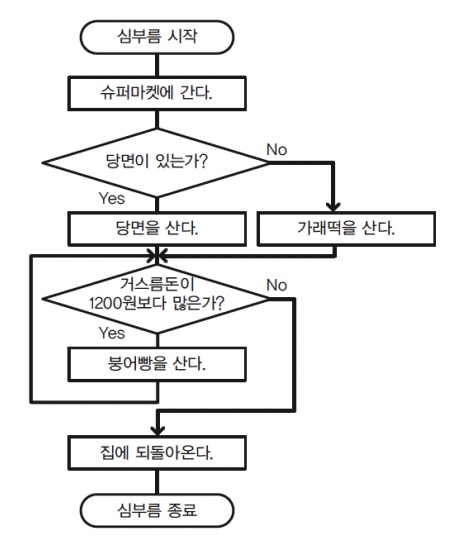 심부름 시작
슈퍼마켓에 간다.
당면이 있는가?
No
Yes
당면을 산다.
가래떡을 산다.
거스름돈이
1200원보다 많은가?
No
Yes
붕어빵을 산다.
집에 되돌아온다.
심부름 종료